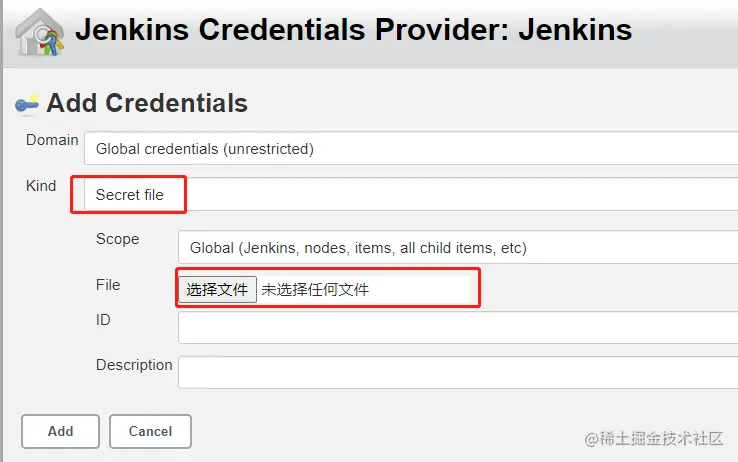 Jenkins Credentials Provider: Jenkins
Add Credentials
Domain
Global credentials (unrestricted)
Kind
Secret file
Scope
Global (Jenkins, nodes, items, all child items, etc)
File
选择文件 未选择任何文件
ID
Description
Add
Cancel
@稀土掘金技术社区